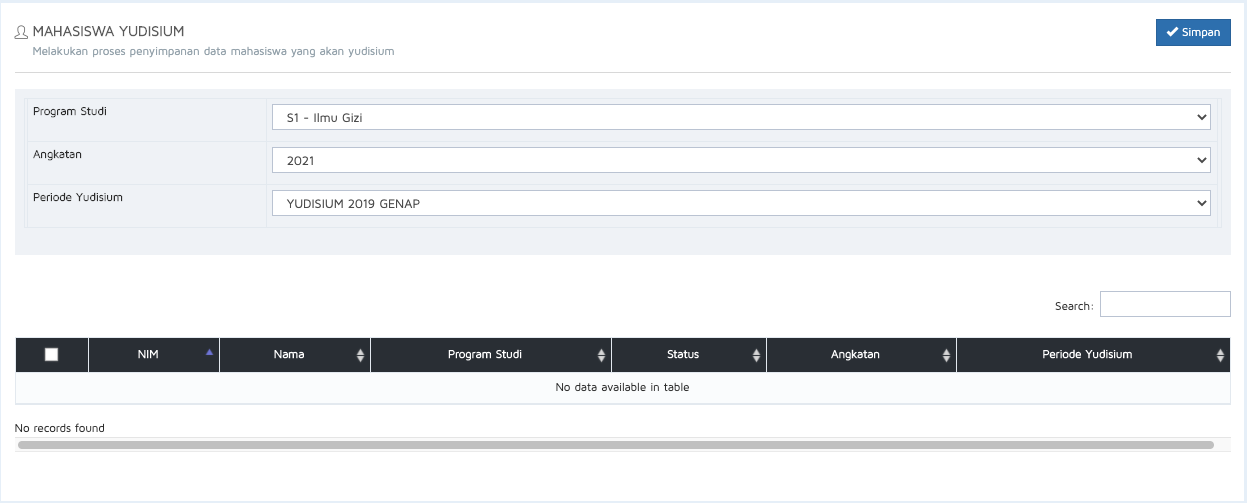 MAHASISWA YUDISIUM
Simpan
Melakukan proses penyimpanan data mahasiswa yang akan yudisium
Program Studi
S1 - Ilmu Gizi
Angkatan
2021
Periode Yudisium
YUDISIUM 2019 GENAP
Search:
NIM Nama Program Studi Status Angkatan Periode Yudisium
No data available in table
No records found